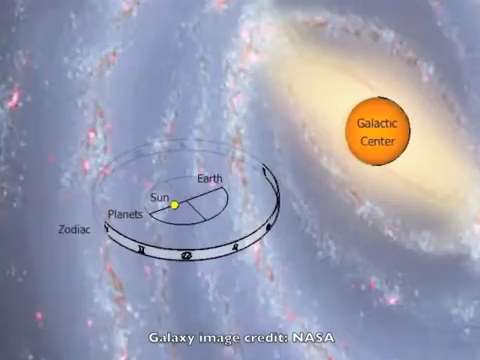 Galactic
Center
Earth
Sun
Planets
Zodiac
Galaxy image credit: NASA